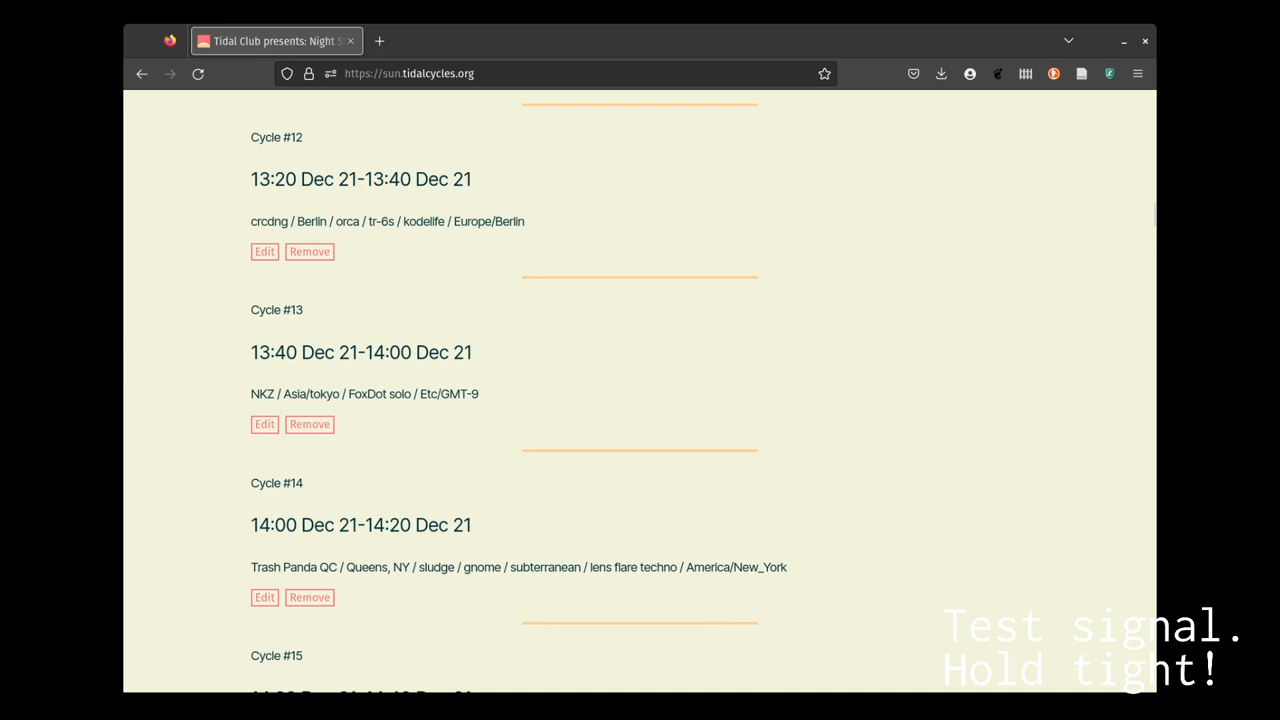 Tidal Club presents: Night S
https://sun.tidalcycles.org
Cycle #12
13:20 Dec 21-13:40 Dec 21
crcdng / Berlin / orca / tr-6s / kodelife / Europe/Berlin
Edit Remove
Cycle #13
13:40 Dec 21-14:00 Dec 21
NKZ / Asia/tokyo / FoxDot solo / Etc/GMT-9
Edit Remove
Cycle #14
14:00 Dec 21-14:20 Dec 21
Trash Panda QC / Queens, NY / sludge / gnome / subterranean / lens flare techno / America/New_York
Edit Remove
Cycle #15
Test signal.
Hold tight!